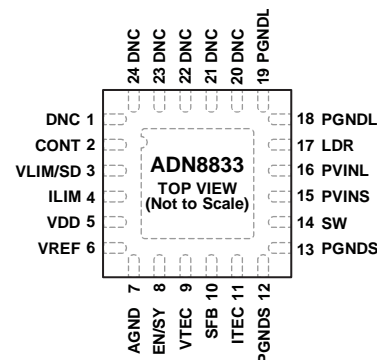 24 DNC
23 DNC
22 DNC
21 DNC
20 DNC
19 PGNDL
DNC 1
CONT 2
VLIM/SD 3
ILIM 4
VDD 5
VREF 6
ADN8833
TOP VIEW
(Not to Scale)
18 PGNDL
17 LDR
16 PVINL
15 PVINS
14 SW
13 PGNDS
AGND 7
EN/SY 8
VTEC 9
SFB 10
ITEC 11
PGNDS 12